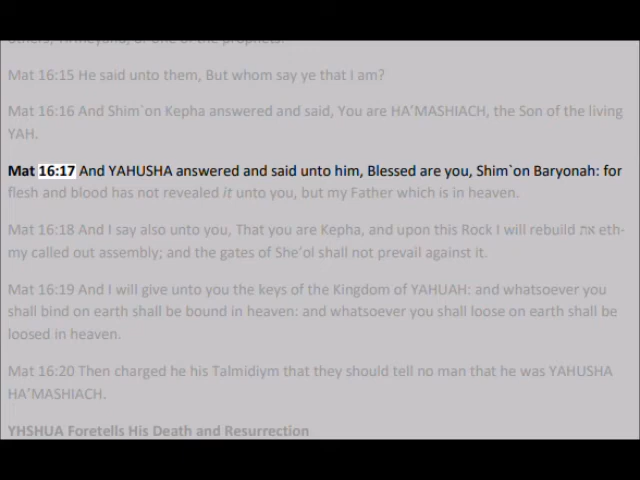 Mat 16:15 He said unto them, But whom say ye that I am?
Mat 16:16 And Shim`on Kepha answered and said, You are HA’MASHIACH, the Son of the living
YAH.
Mat 16:17 And YAHUSHA answered and said unto him, Blessed are you, Shim`on Baryonah: for
flesh and blood has not revealed it unto you, but my Father which is in heaven.
Mat 16:18 And I say also unto you, That you are Kepha, and upon this Rock I will rebuild את eth-
my called out assembly; and the gates of She’ol shall not prevail against it.
Mat 16:19 And I will give unto you the keys of the Kingdom of YAHUAH: and whatsoever you
shall bind on earth shall be bound in heaven: and whatsoever you shall loose on earth shall be
loosed in heaven.
Mat 16:20 Then charged he his Talmidiym that they should tell no man that he was YAHUSHA
HA’MASHIACH.
YHSHUA Foretells His Death and Resurrection